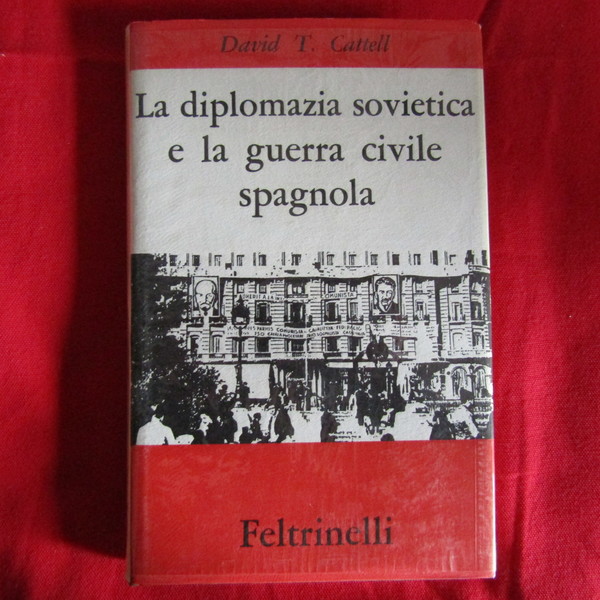 David T. Cattell
La diplomazia sovietica
e la guerra civile
spagnola
Feltrinelli